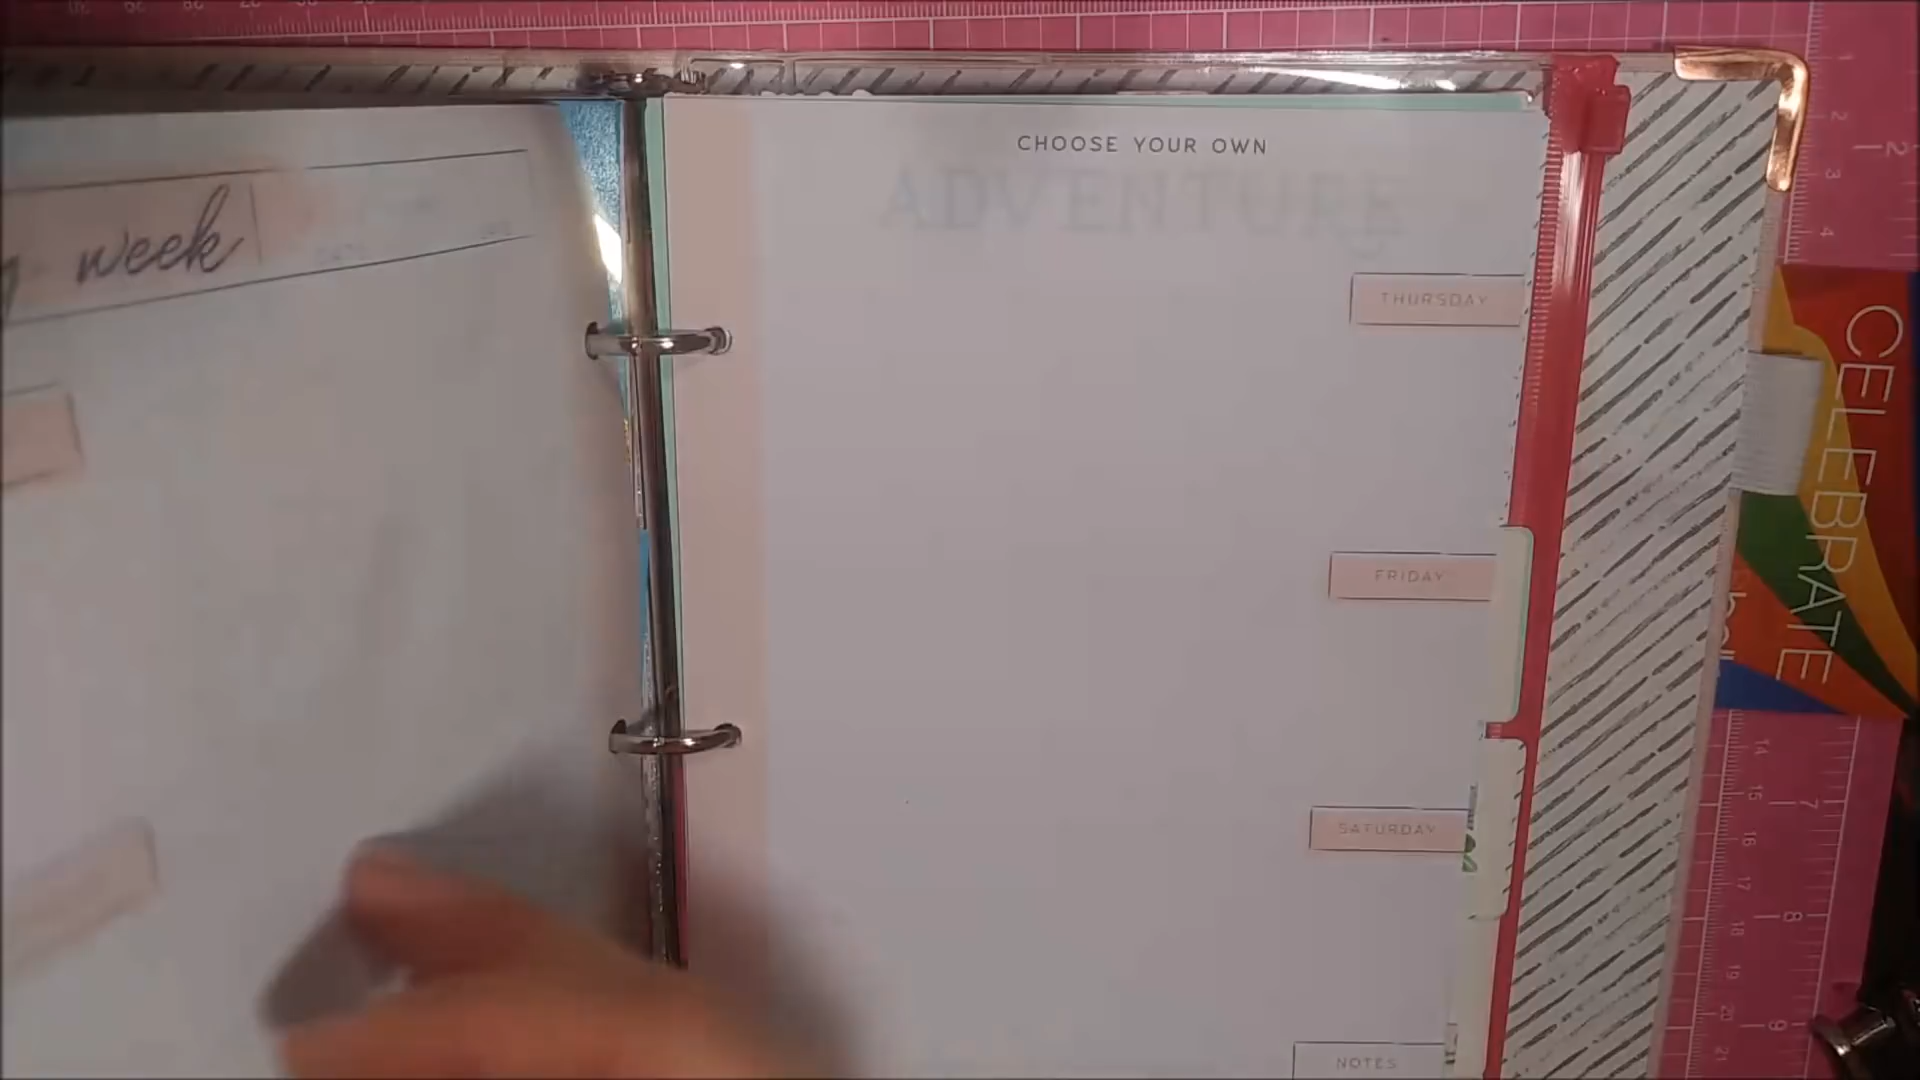 week
CHOOSE YOUR OWN
ADVENTURE
THURSDAY
FRIDAY
SATURDAY
NOTES
CELEBRATE